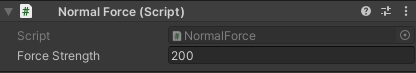 Normal Force (Script)
Script NormalForce
Force Strength 200